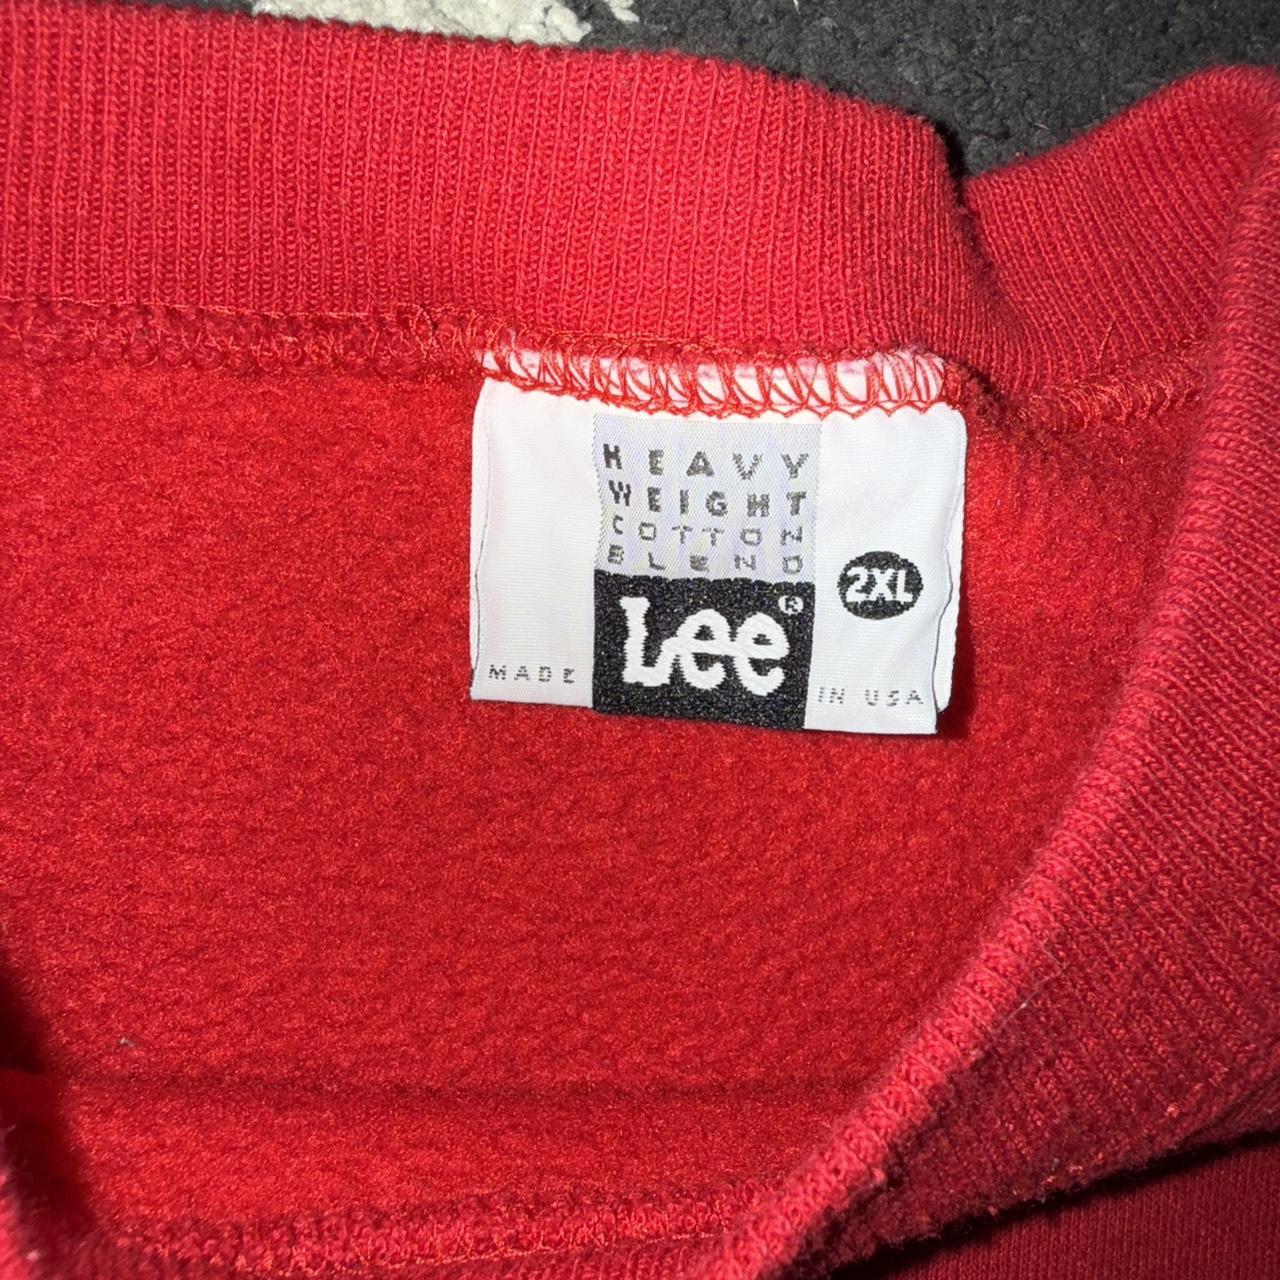 HEAVY
WEIGHT
COTTON
BLEND
Lee®
2XL
MADE IN USA